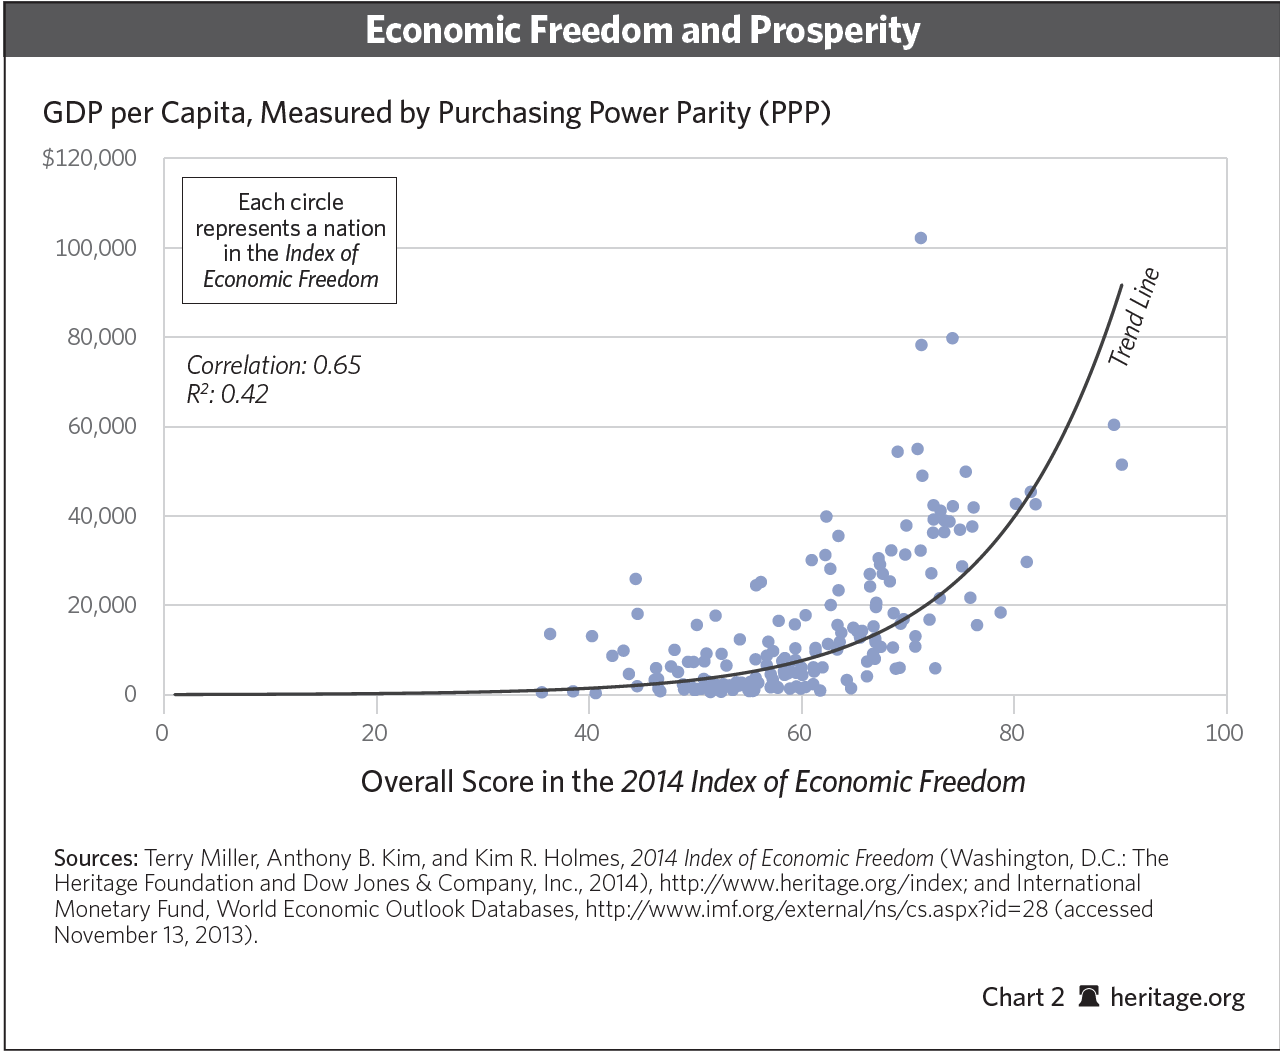 Economic Freedom and Prosperity
GDP per Capita, Measured by Purchasing Power Parity (PPP)
$120,000
100,000
80,000
60,000
40,000
20,000
0
Each circle
represents a nation
in the Index of
Economic Freedom
Correlation: 0.65
R²: 0.42
Trend Line
0 20 40 60 80 100
Overall Score in the 2014 Index of Economic Freedom
Sources: Terry Miller, Anthony B. Kim, and Kim R. Holmes, 2014 Index of Economic Freedom (Washington, D.C.: The
Heritage Foundation and Dow Jones & Company, Inc., 2014), http://www.heritage.org/index; and International
Monetary Fund, World Economic Outlook Databases, http://www.imf.org/external/ns/cs.aspx?id=28 (accessed
November 13, 2013).
Chart 2 heritage.org